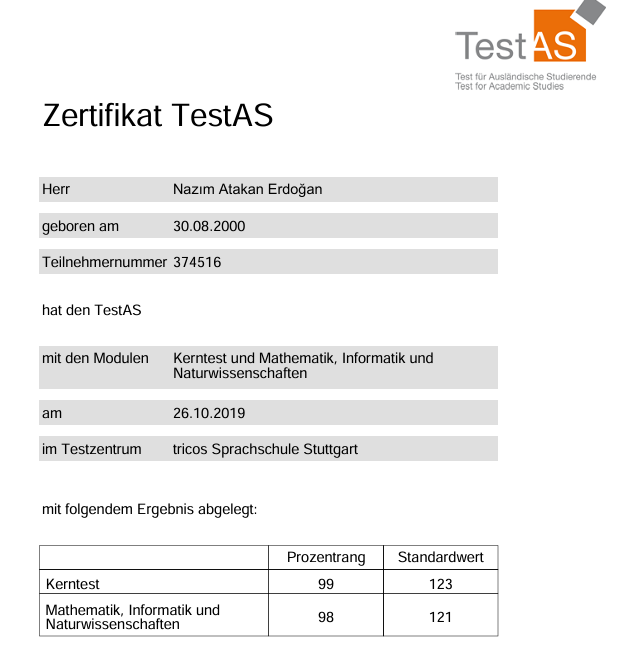 TestAS
Test für Ausländische Studierende
Test for Academic Studies
Zertifikat TestAS
Herr Nazım Atakan Erdoğan
geboren am 30.08.2000
Teilnehmernummer 374516
hat den TestAS
mit den Modulen Kerntest und Mathematik, Informatik und
Naturwissenschaften
am 26.10.2019
im Testzentrum tricos Sprachschule Stuttgart
mit folgendem Ergebnis abgelegt:
Prozentrang Standardwert
Kerntest 99 123
Mathematik, Informatik und
Naturwissenschaften 98 121